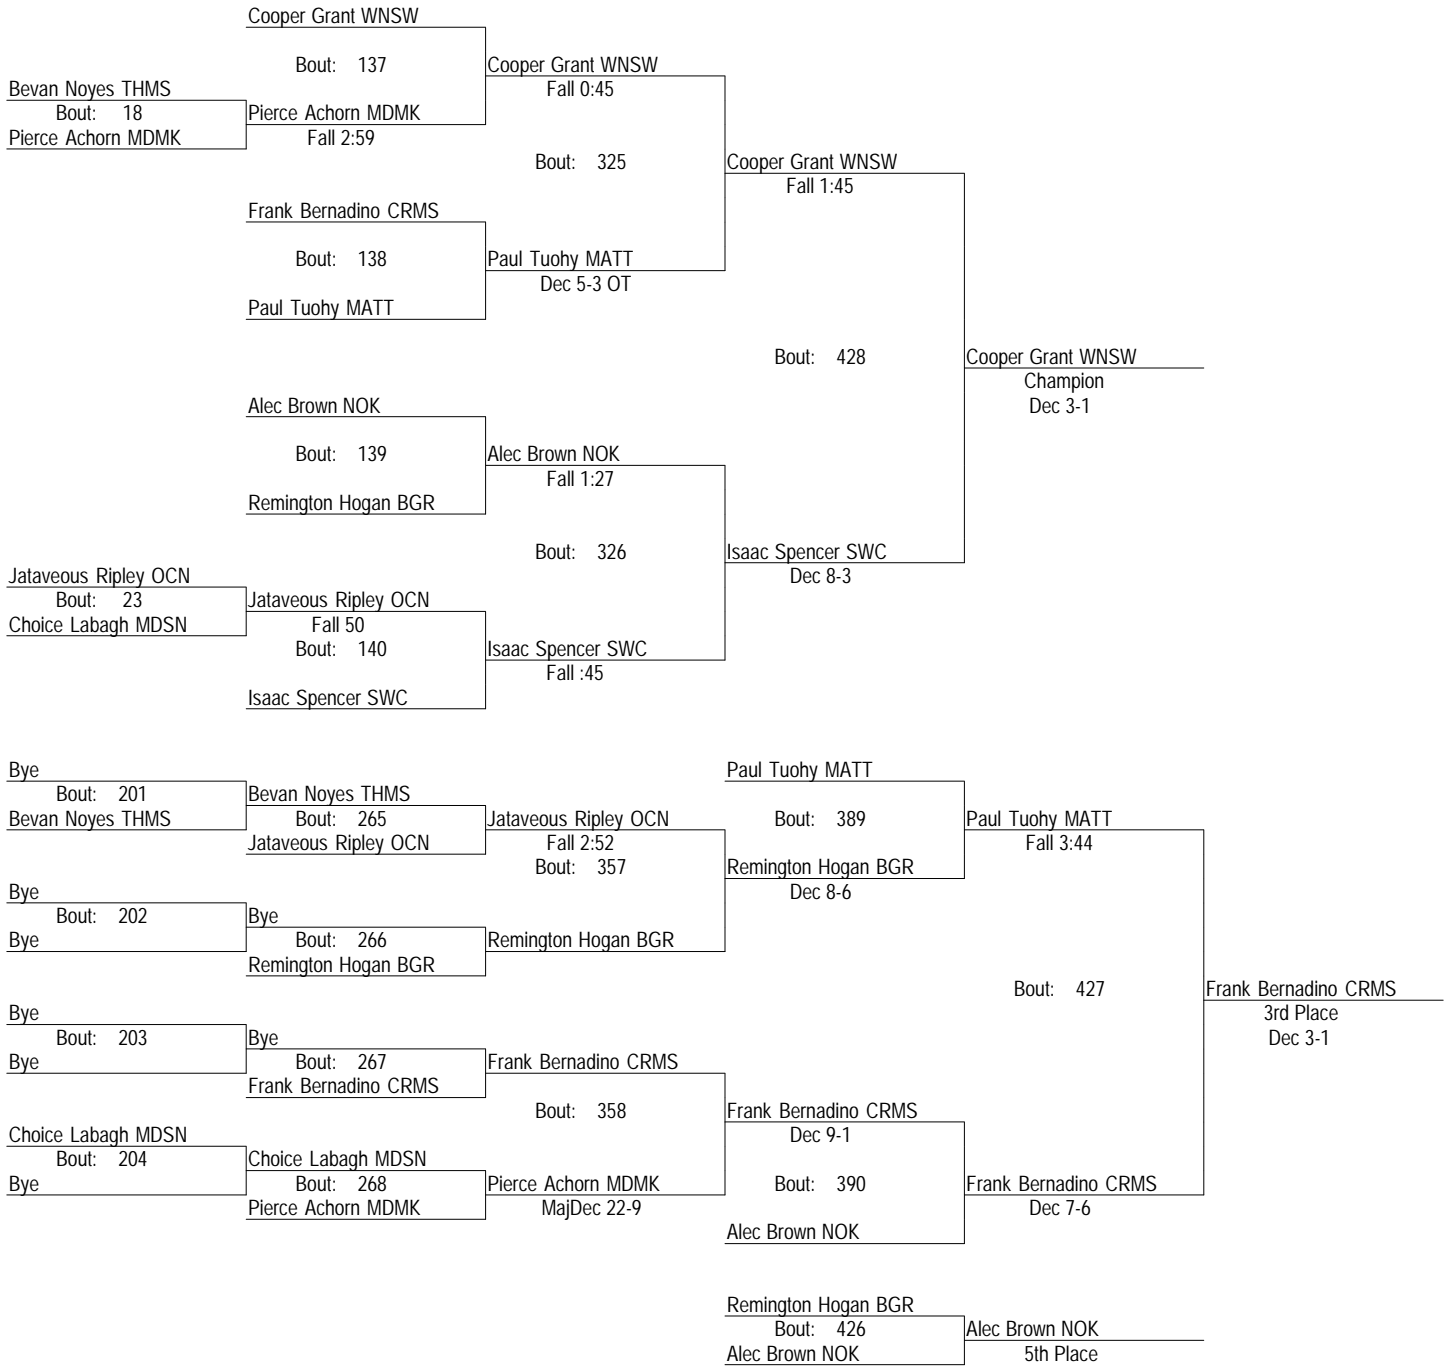 Cooper Grant WNSW
Bout: 137
Cooper Grant WNSW
Bevan Noyes THMS
Fall 0:45
Bout: 18
Pierce Achorn MDMK
Pierce Achorn MDMK
Fall 2:59
Bout: 325
Cooper Grant WNSW
Fall 1:45
Frank Bernadino CRMS
Bout: 138
Paul Tuohy MATT
Dec 5-3 OT
Paul Tuohy MATT
Bout: 428
Cooper Grant WNSW
Champion
Dec 3-1
Alec Brown NOK
Bout: 139
Alec Brown NOK
Fall 1:27
Remington Hogan BGR
Bout: 326
Isaac Spencer SWC
Dec 8-3
Jataveous Ripley OCN
Bout: 23
Jataveous Ripley OCN
Choice Labagh MDSN
Fall 50
Bout: 140
Isaac Spencer SWC
Fall :45
Isaac Spencer SWC
Bye
Bout: 201
Bevan Noyes THMS
Bevan Noyes THMS
Bout: 265
Jataveous Ripley OCN
Jataveous Ripley OCN
Fall 2:52
Bout: 357
Paul Tuohy MATT
Bout: 389
Paul Tuohy MATT
Fall 3:44
Remington Hogan BGR
Dec 8-6
Bye
Bout: 202
Bye
Bye
Bout: 266
Remington Hogan BGR
Remington Hogan BGR
Bout: 427
Frank Bernadino CRMS
3rd Place
Dec 3-1
Bye
Bout: 203
Bye
Bye
Bout: 267
Frank Bernadino CRMS
Frank Bernadino CRMS
Bout: 358
Frank Bernadino CRMS
Dec 9-1
Choice Labagh MDSN
Bout: 204
Bye
Choice Labagh MDSN
Bout: 268
Pierce Achorn MDMK
Pierce Achorn MDMK
MajDec 22-9
Bout: 390
Frank Bernadino CRMS
Dec 7-6
Alec Brown NOK
Remington Hogan BGR
Bout: 426
Alec Brown NOK
Alec Brown NOK
5th Place